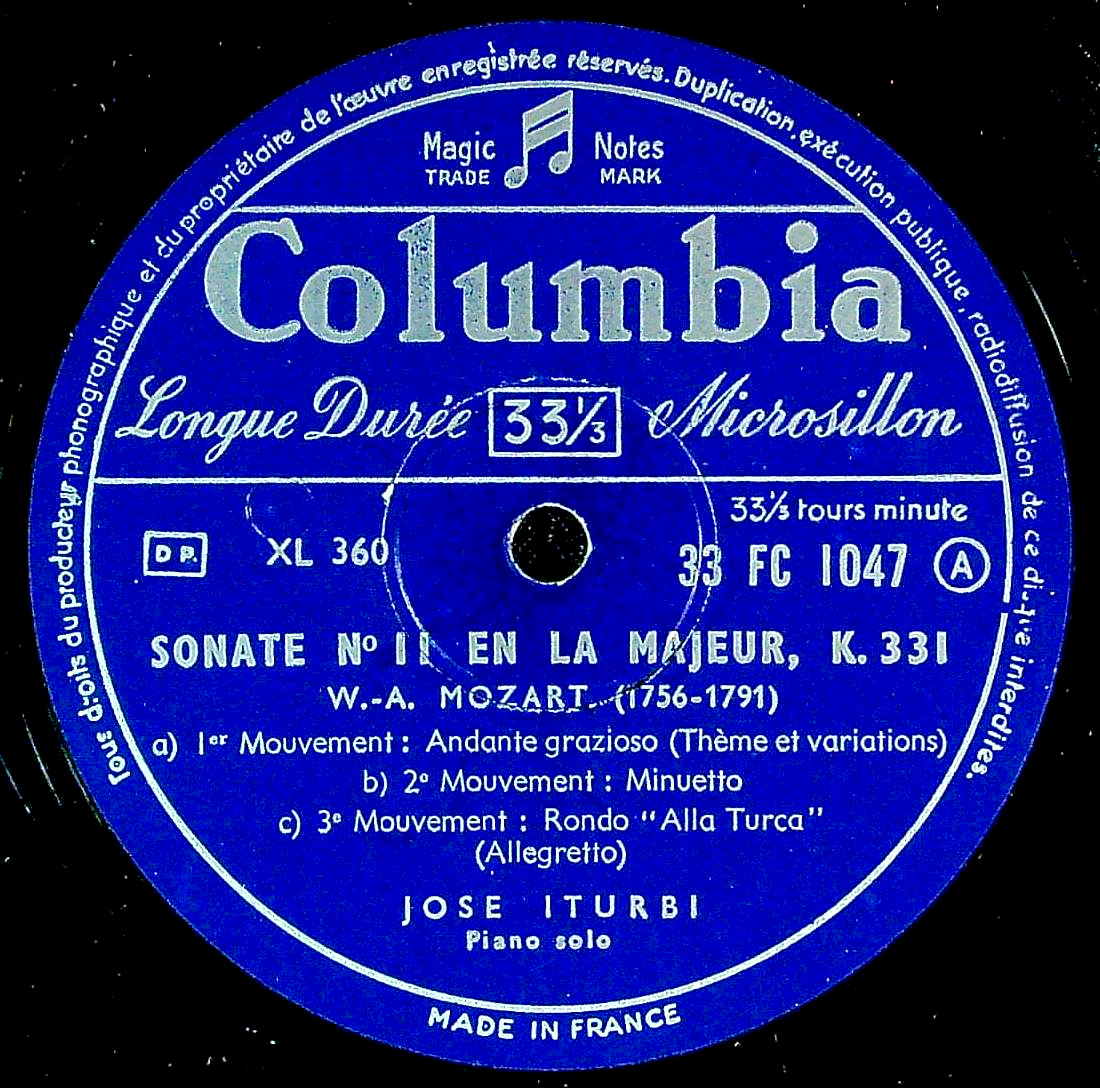 Tous droits du producteur phonographique et du propriétaire de l'œuvre enregistrée réservés. Duplication, exécution publique, radiodiffusion de ce disque interdites.
Magic Notes
TRADE MARK
Columbia
Longue Durée 33⅓ Microsillon
33⅓ tours minute
D P. XL 360 33 FC 1047 A
SONATE Nº 11 EN LA MAJEUR, K. 331
W.-A. MOZART (1756-1791)
a) 1er Mouvement : Andante grazioso (Thème et variations)
b) 2e Mouvement : Minuetto
c) 3e Mouvement : Rondo "Alla Turca"
(Allegretto)
JOSE ITURBI
Piano solo
MADE IN FRANCE